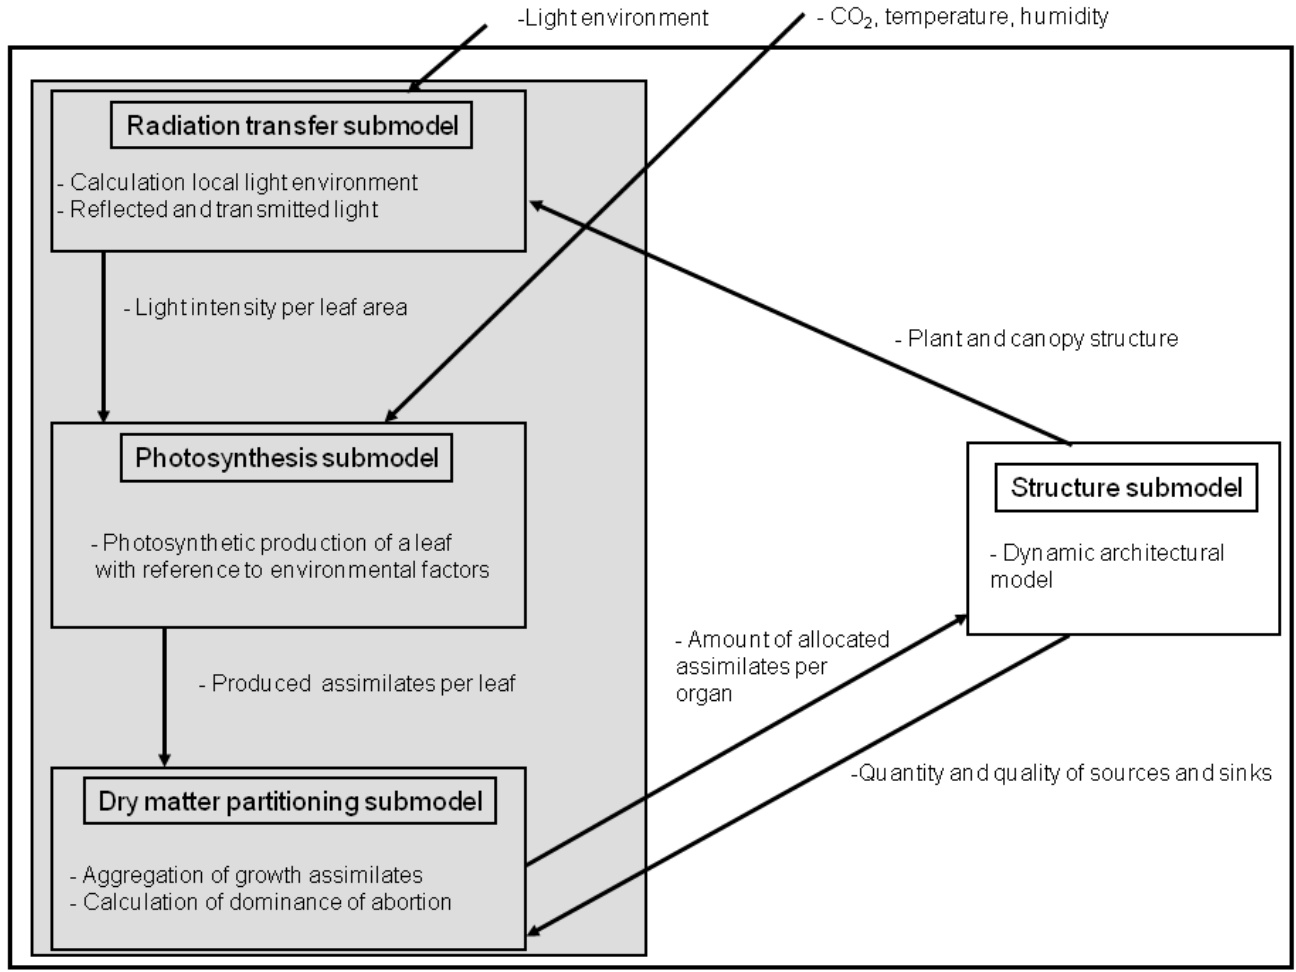 -Light environment
- CO₂, temperature, humidity
Radiation transfer submodel
- Calculation local light environment
- Reflected and transmitted light
- Light intensity per leaf area
- Plant and canopy structure
Photosynthesis submodel
- Photosynthetic production of a leaf
with reference to environmental factors
Structure submodel
- Dynamic architectural
model
- Amount of allocated
assimilates per
organ
- Produced assimilates per leaf
-Quantity and quality of sources and sinks
Dry matter partitioning submodel
- Aggregation of growth assimilates
- Calculation of dominance of abortion